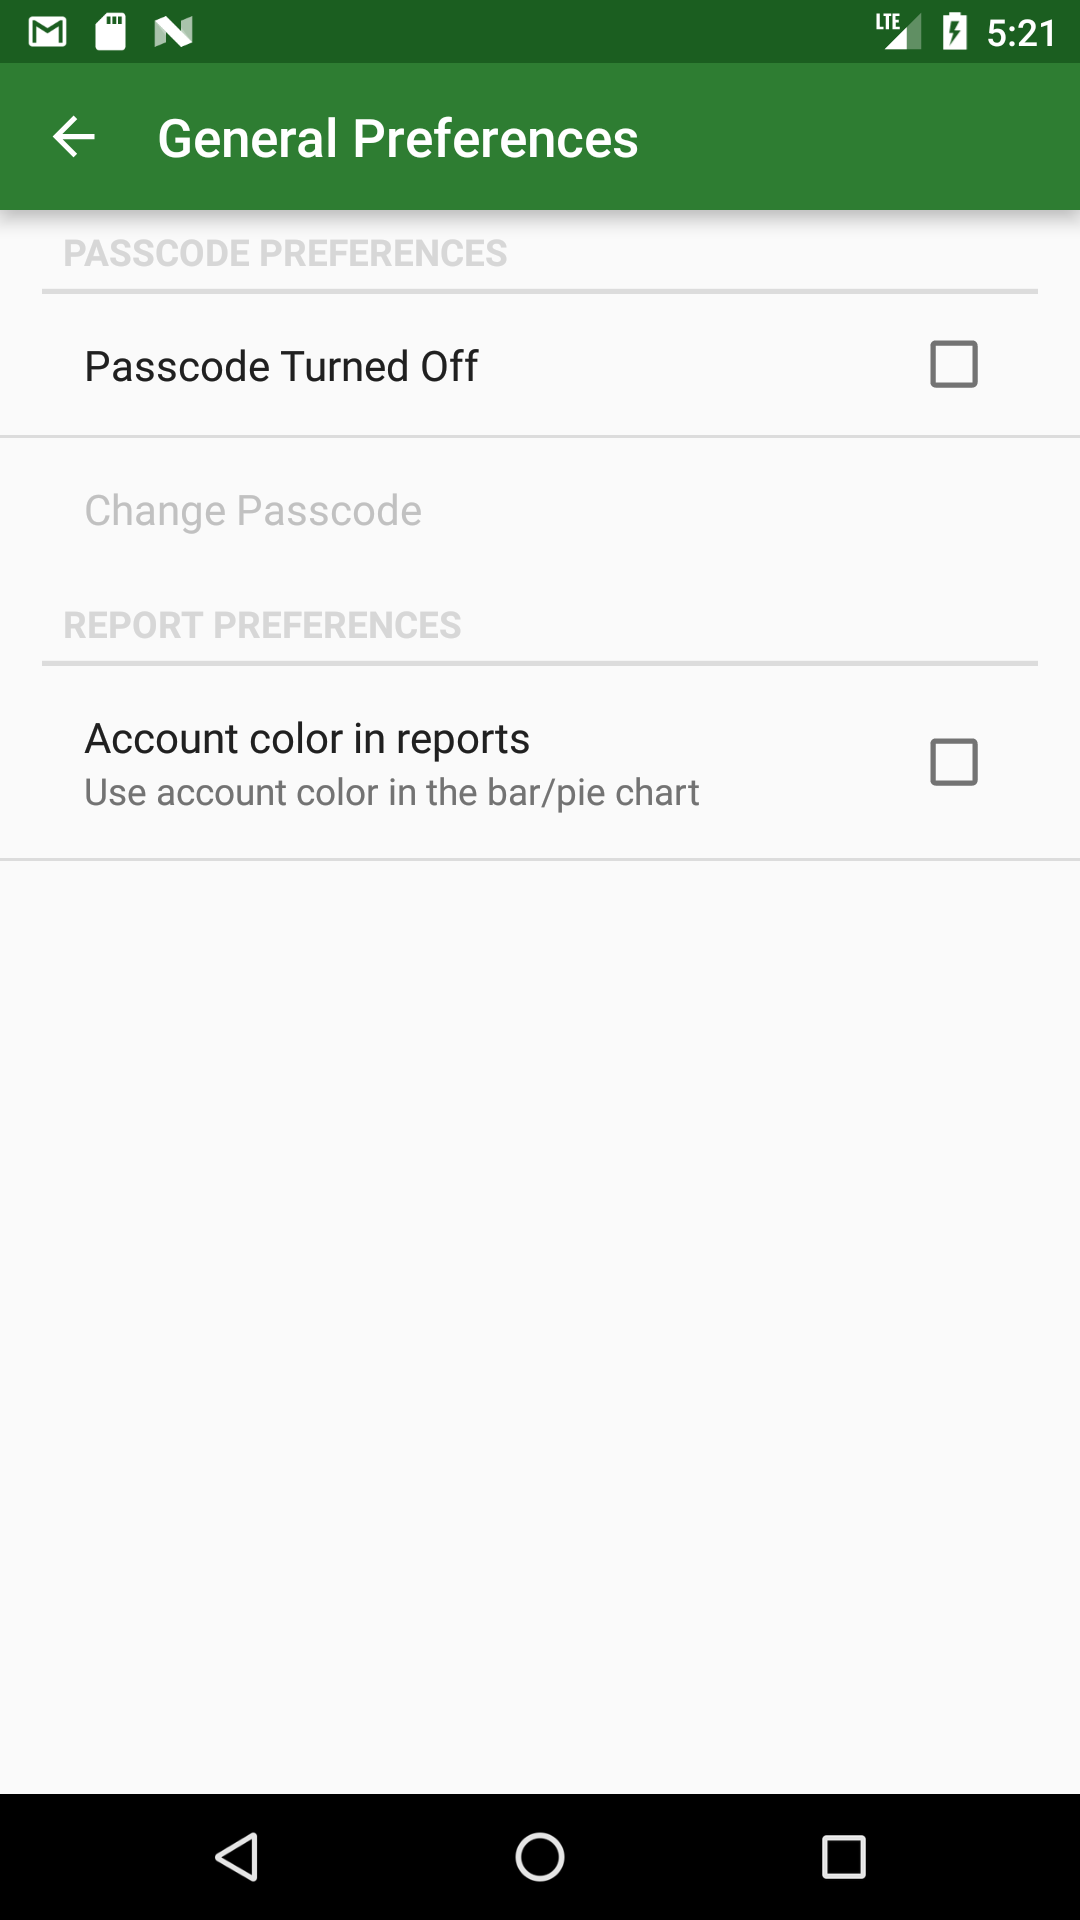 LTE 5:21
General Preferences
PASSCODE PREFERENCES
Passcode Turned Off
Change Passcode
REPORT PREFERENCES
Account color in reports
Use account color in the bar/pie chart